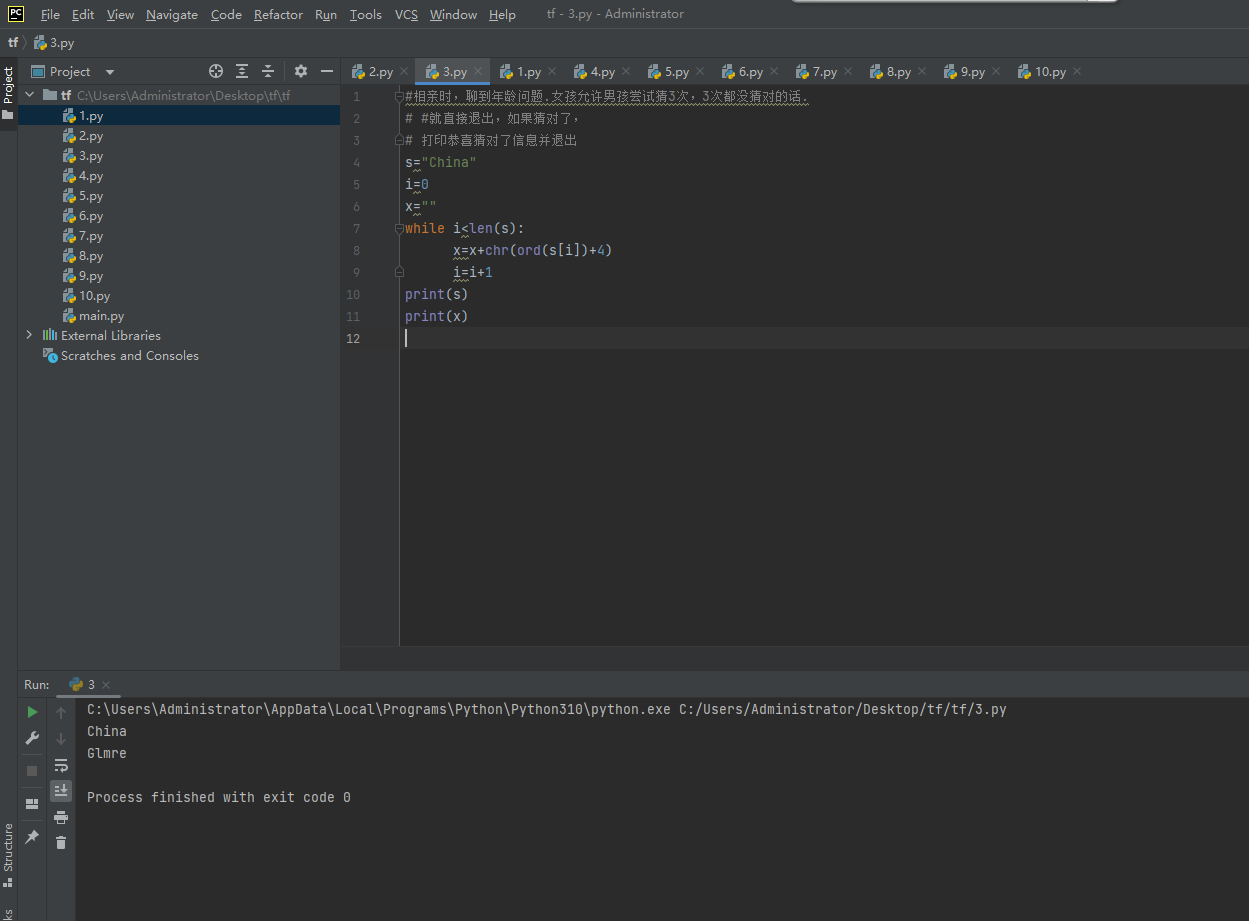 PC File Edit View Navigate Code Refactor Run Tools VCS Window Help tf - 3.py - Administrator
tf 3.py
Project
Project
2.py 3.py 1.py 4.py 5.py 6.py 7.py 8.py 9.py 10.py
tf C:\Users\Administrator\Desktop\tf\tf
1.py
2.py
3.py
4.py
5.py
6.py
7.py
8.py
9.py
10.py
main.py
External Libraries
Scratches and Consoles
1 #相亲时，聊到年龄问题.女孩允许男孩尝试猜3次，3次都没猜对的话.
2 # #就直接退出，如果猜对了，
3 # 打印恭喜猜对了信息并退出
4 s="China"
5 i=0
6 x=""
7 while i<len(s):
8 x=x+chr(ord(s[i])+4)
9 i=i+1
10 print(s)
11 print(x)
12
Run: 3
C:\Users\Administrator\AppData\Local\Programs\Python\Python310\python.exe C:/Users/Administrator/Desktop/tf/tf/3.py
China
Glmre
Process finished with exit code 0
Structure